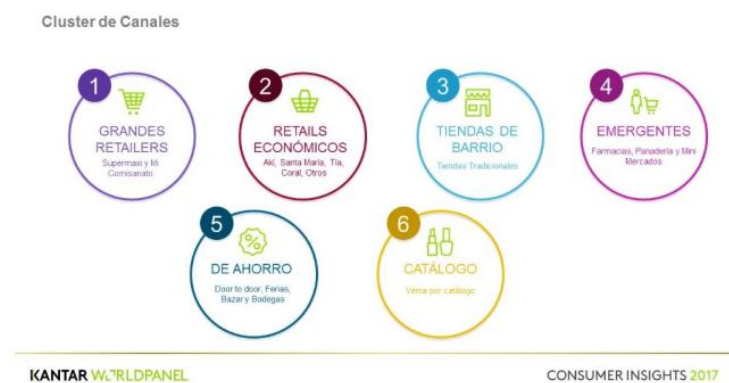 Cluster de Canales
1
GRANDES
RETAILERS
Supermaxi y Mi
Comisariato
2
RETAILS
ECONÓMICOS
Akí, Santa María, Tía,
Coral, Otros
3
TIENDAS DE
BARRIO
Tiendas Tradicionales
4
EMERGENTES
Farmacias, Panadería y Mini
Mercados
5
DE AHORRO
Door to door, Ferias,
Bazar y Bodegas
6
CATÁLOGO
Venta por catálogo
KANTAR WORLDPANEL
CONSUMER INSIGHTS 2017